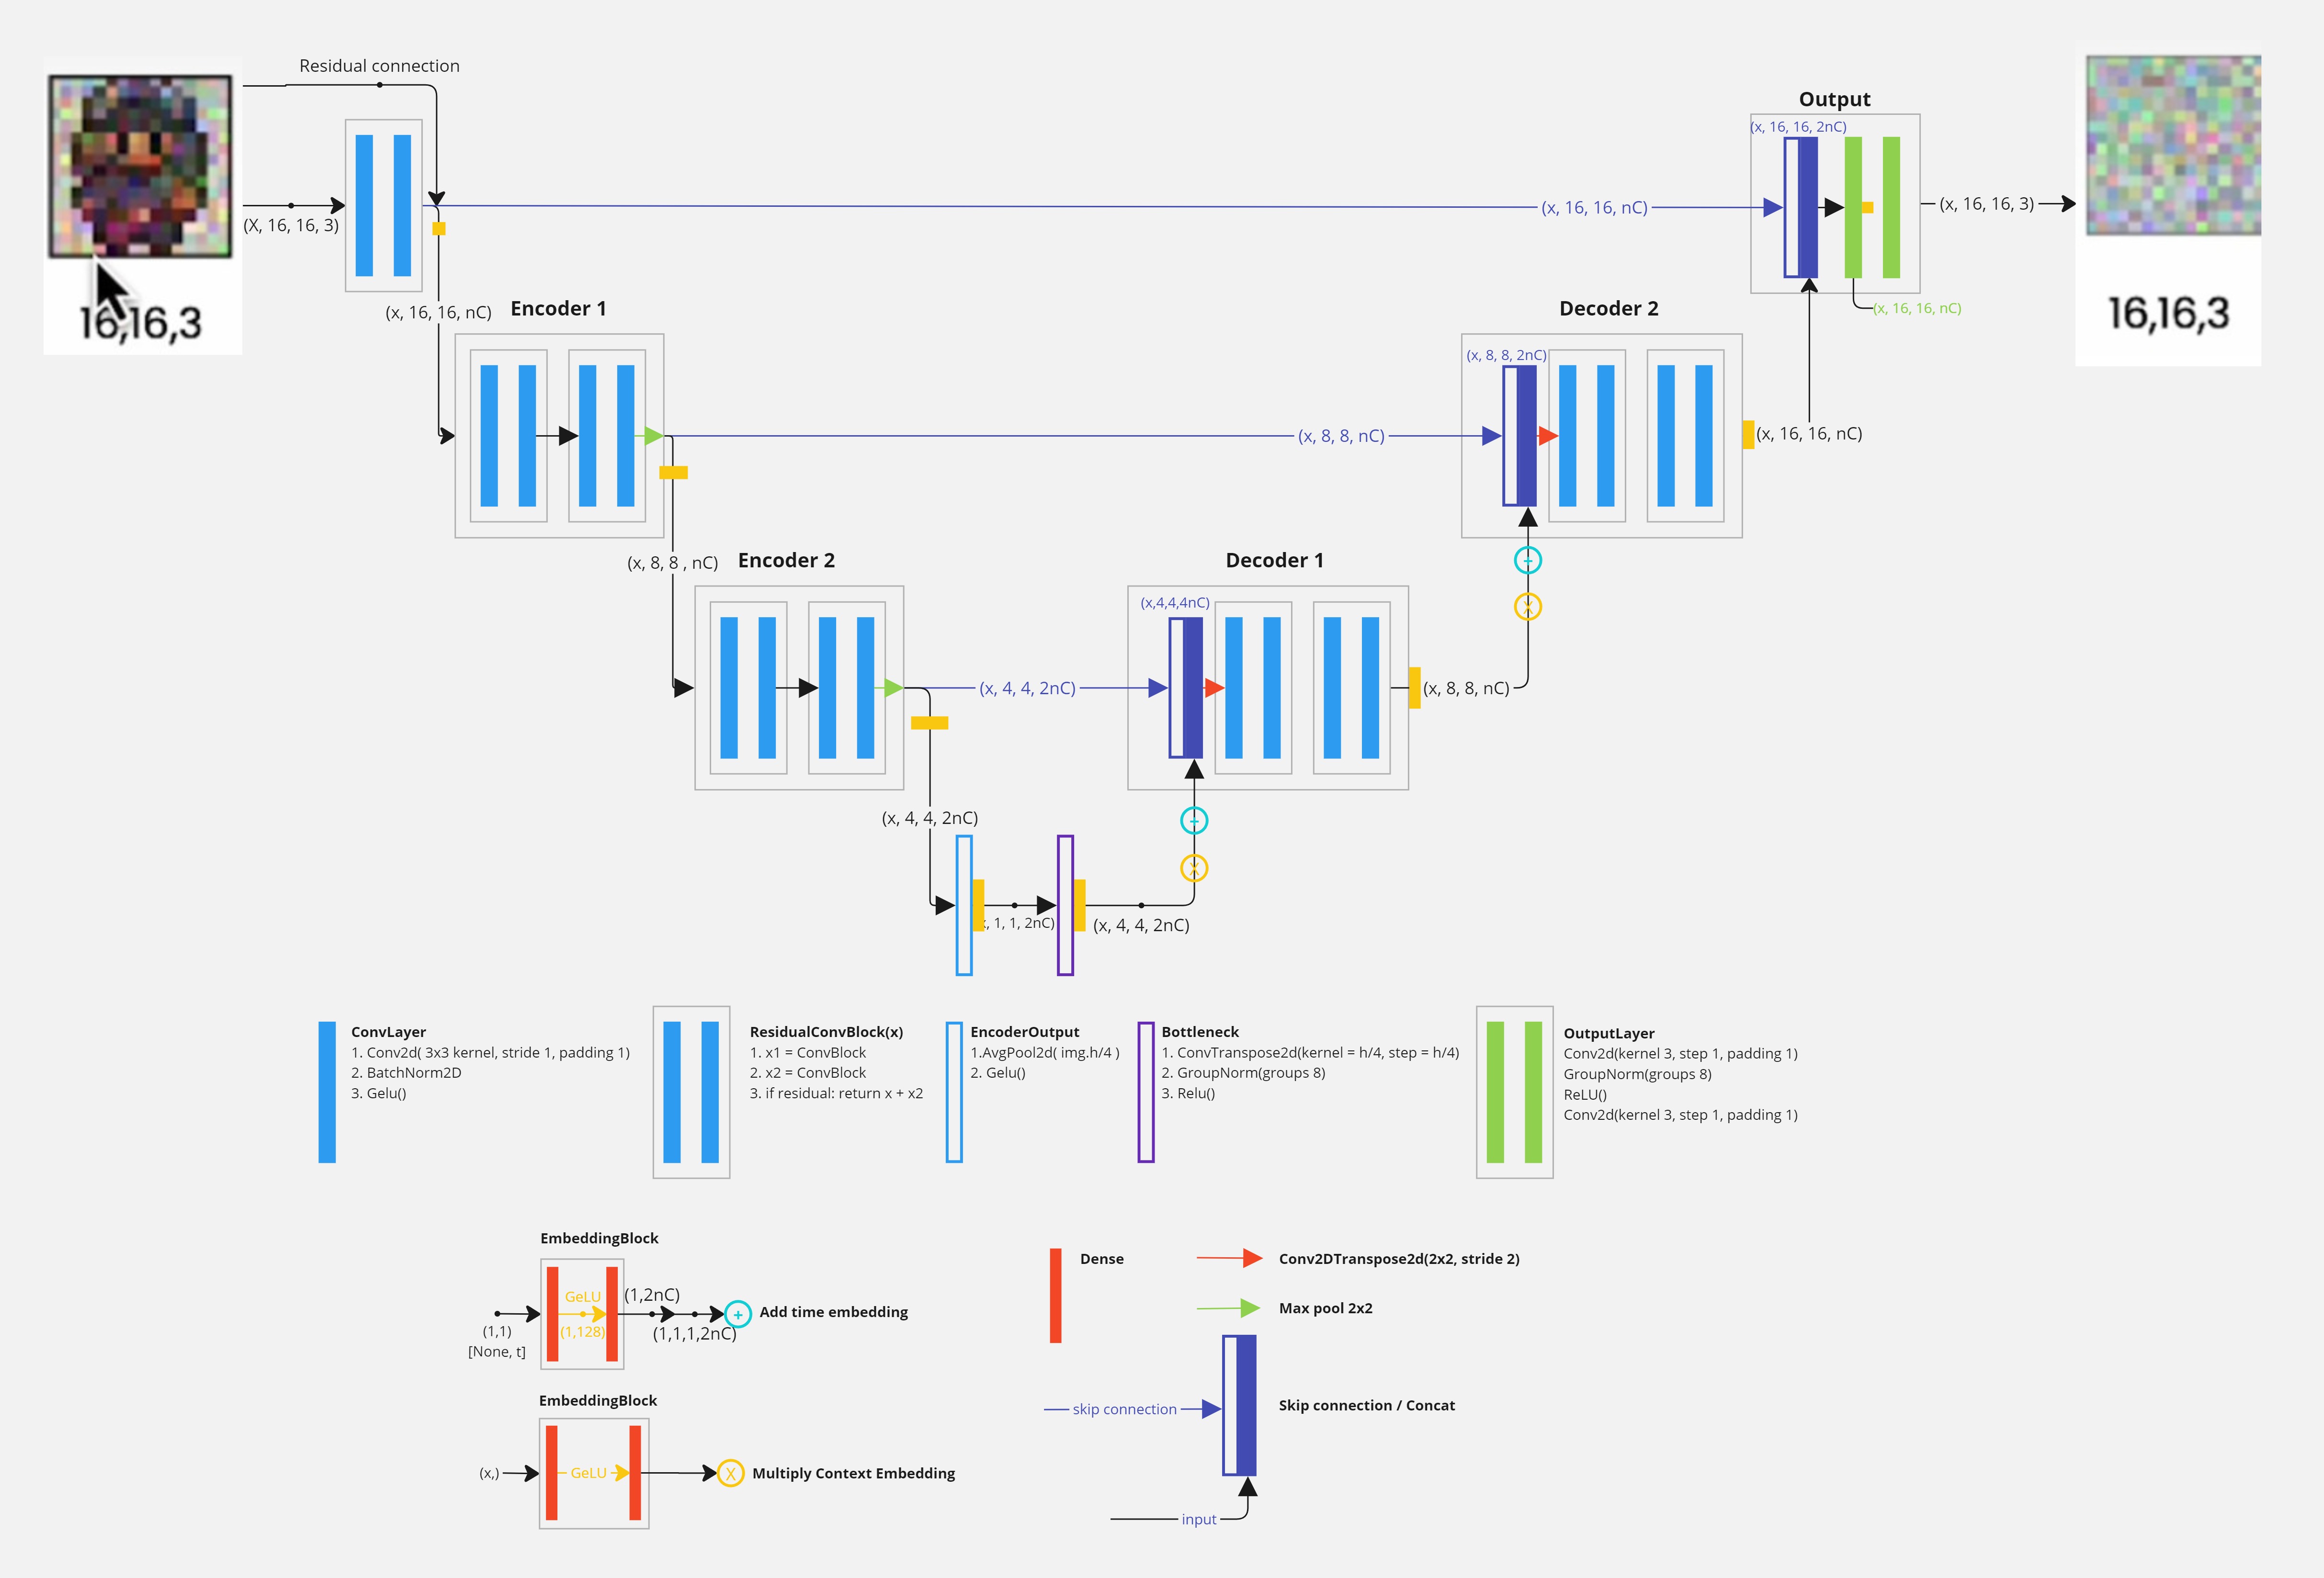 Residual connection
(X, 16, 16, 3)
16,16,3
(x, 16, 16, nC)
Output
(x, 16, 16, 2nC)
(x, 16, 16, nC)
(x, 16, 16, 3)
16,16,3
(x, 16, 16, nC)
Encoder 1
Decoder 2
(x, 8, 8, 2nC)
(x, 8, 8, nC)
(x, 16, 16, nC)
(x, 8, 8 , nC)
Encoder 2
Decoder 1
+
(x,4,4,4nC)
X
(x, 4, 4, 2nC)
(x, 8, 8, nC)
(x, 4, 4, 2nC)
+
X
, 1, 1, 2nC)
(x, 4, 4, 2nC)
ConvLayer
1. Conv2d( 3x3 kernel, stride 1, padding 1)
2. BatchNorm2D
3. Gelu()
ResidualConvBlock(x)
1. x1 = ConvBlock
2. x2 = ConvBlock
3. if residual: return x + x2
EncoderOutput
1.AvgPool2d( img.h/4 )
2. Gelu()
Bottleneck
1. ConvTranspose2d(kernel = h/4, step = h/4)
2. GroupNorm(groups 8)
3. Relu()
OutputLayer
Conv2d(kernel 3, step 1, padding 1)
GroupNorm(groups 8)
ReLU()
Conv2d(kernel 3, step 1, padding 1)
EmbeddingBlock
(1,1)
[None, t]
GeLU
(1,128)
(1,2nC)
(1,1,1,2nC)
+
Add time embedding
EmbeddingBlock
(x,)
GeLU
X
Multiply Context Embedding
Dense
Conv2DTranspose2d(2x2, stride 2)
Max pool 2x2
skip connection
Skip connection / Concat
input